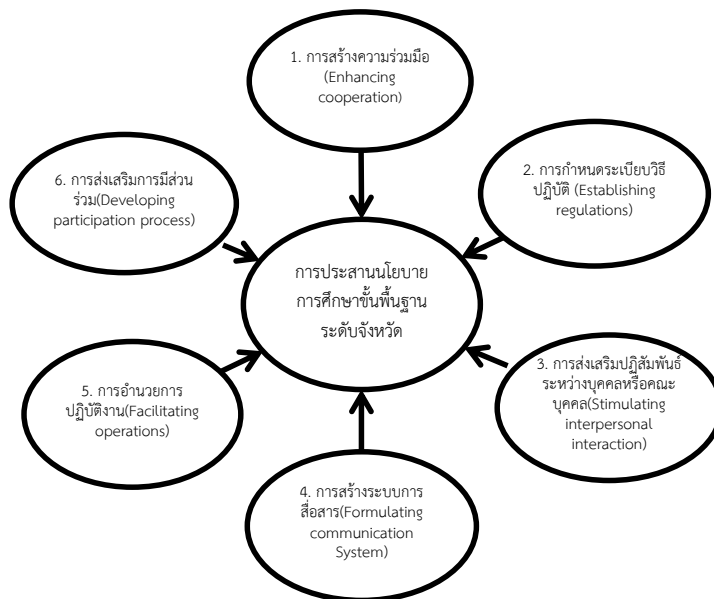 1. การสร้างความร่วมมือ
(Enhancing
cooperation)
2. การกำหนดระเบียบวิธี
ปฏิบัติ (Establishing
regulations)
3. การส่งเสริมปฏิสัมพันธ์
ระหว่างบุคคลหรือคณะ
บุคคล(Stimulating
interpersonal
interaction)
4. การสร้างระบบการ
สื่อสาร(Formulating
communication
System)
5. การอำนวยการ
ปฏิบัติงาน(Facilitating
operations)
6. การส่งเสริมการมีส่วน
ร่วม(Developing
participation process)
การประสานนโยบาย
การศึกษาขั้นพื้นฐาน
ระดับจังหวัด